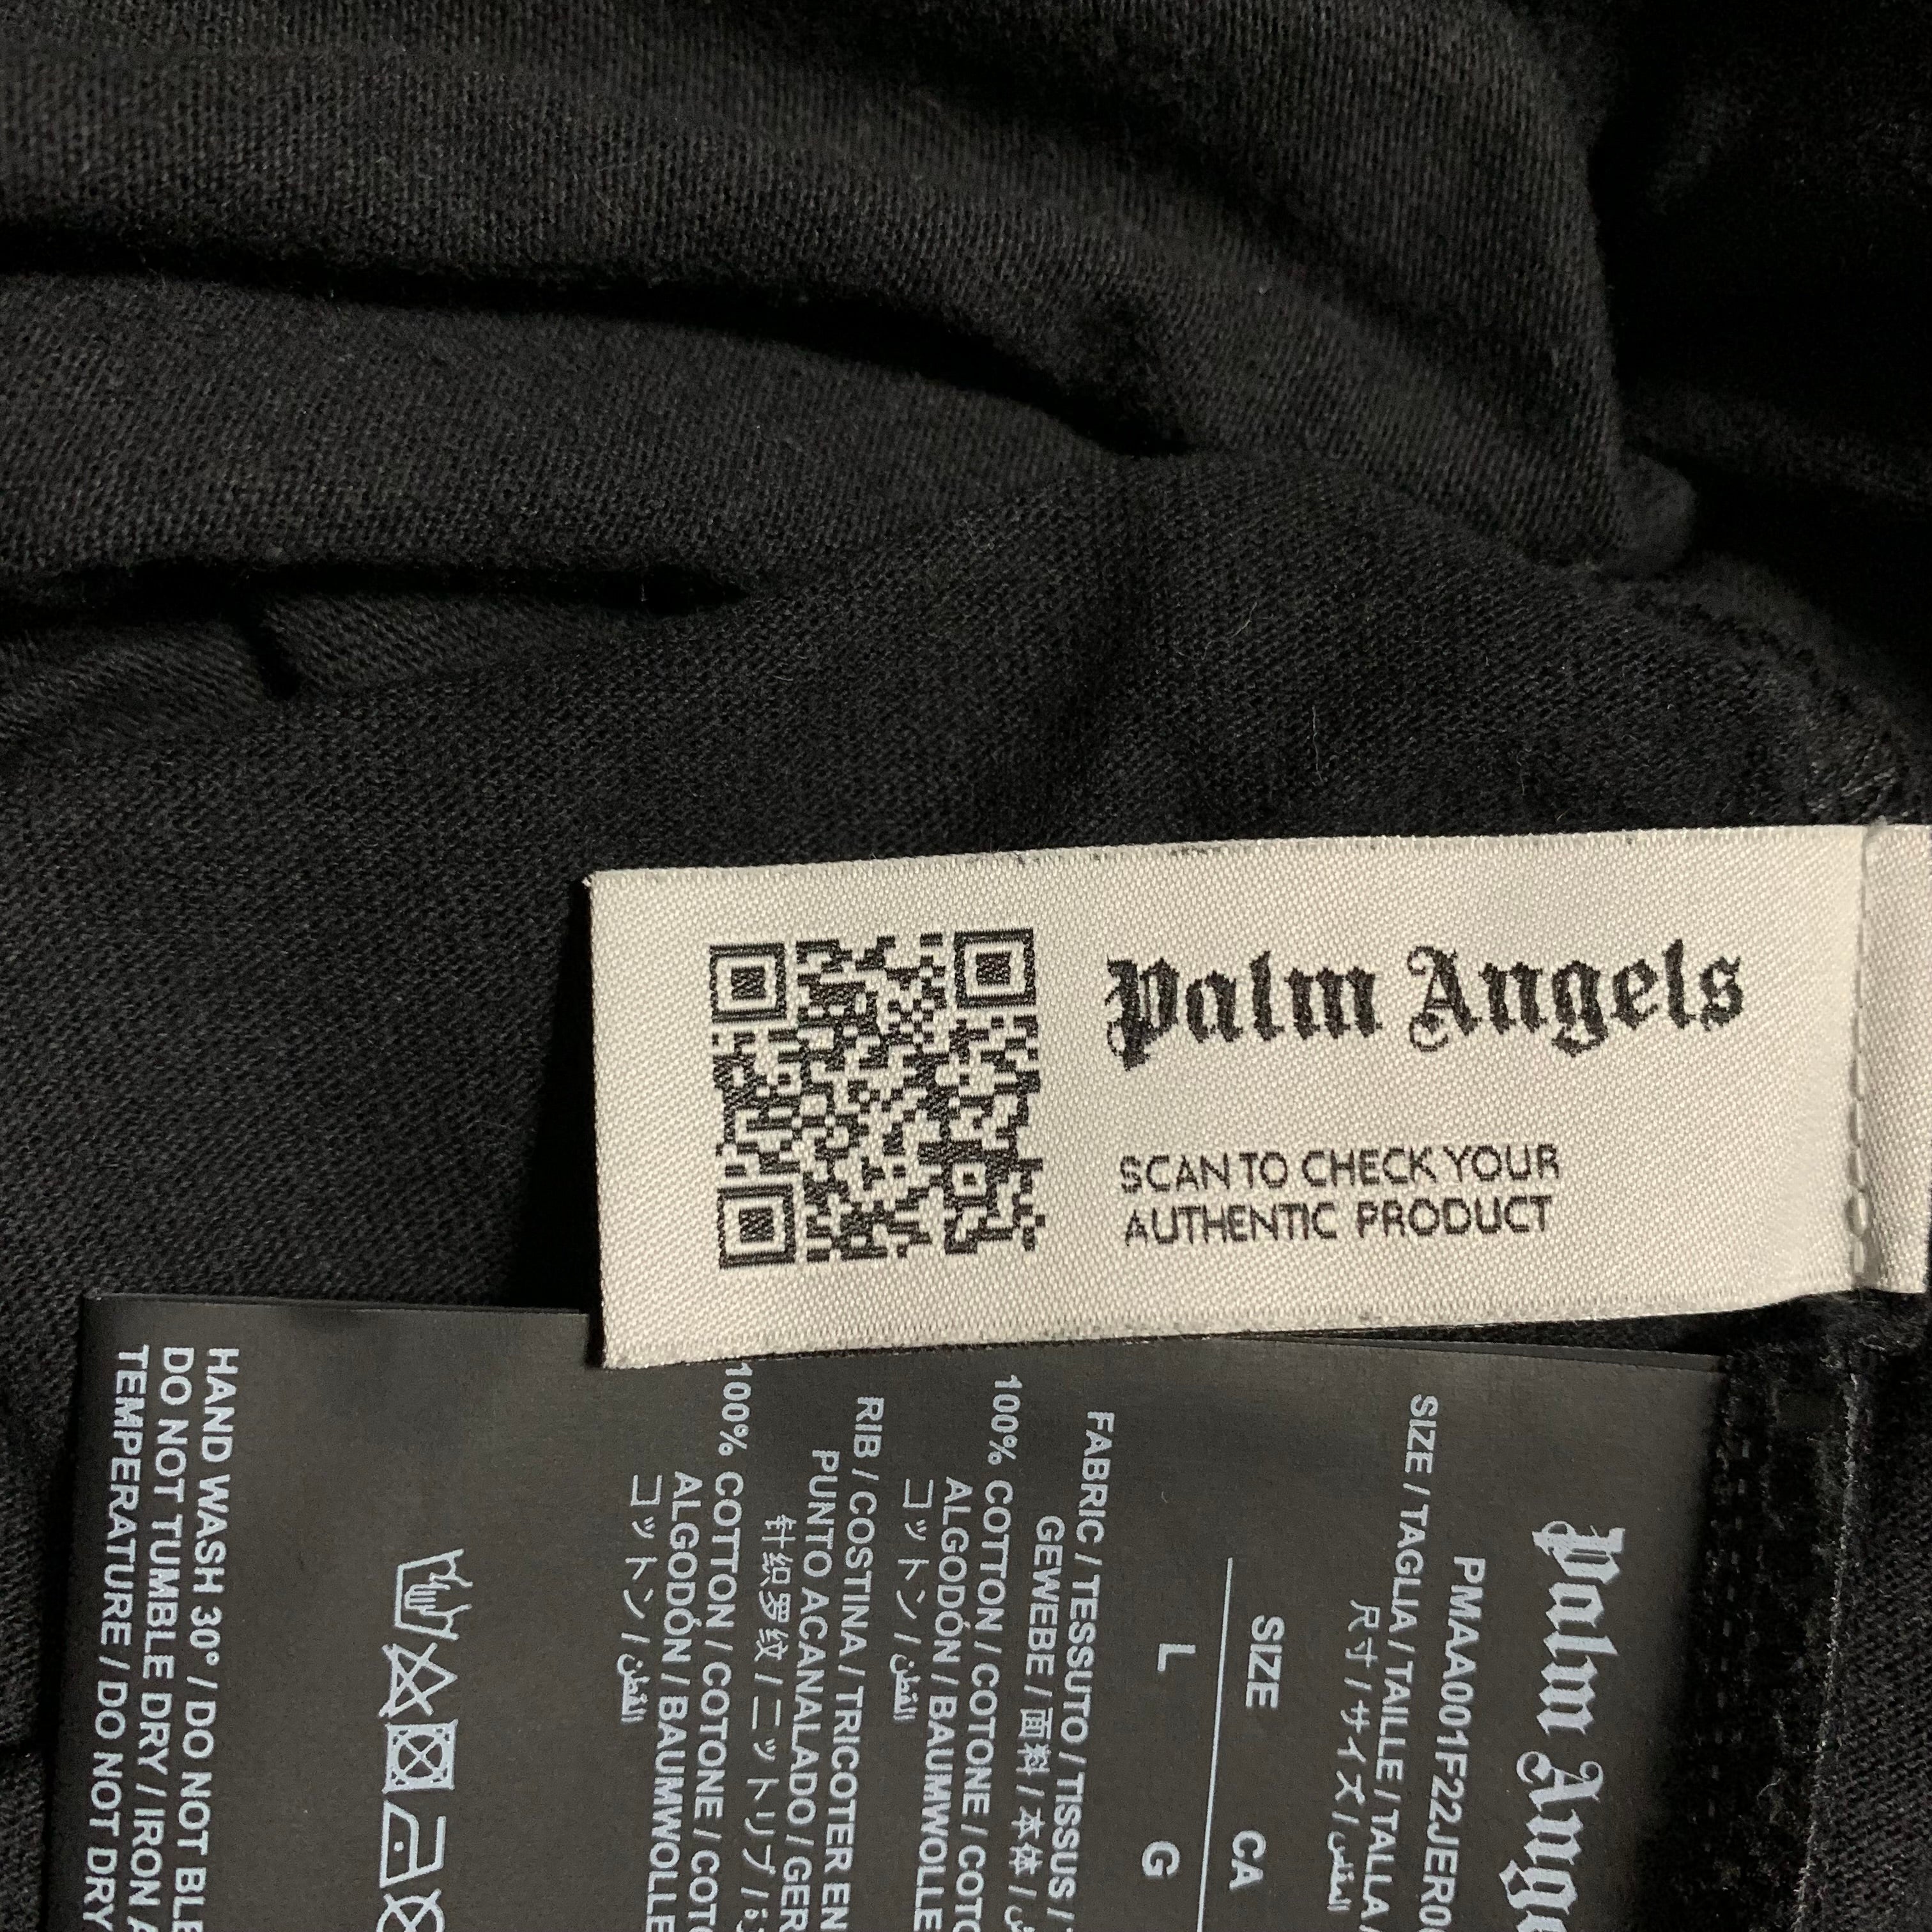 Palm Angels
SCAN TO CHECK YOUR
AUTHENTIC PRODUCT
Palm Ange
PMAA001F22JER0
SIZE / TAGLIA / TAILLE / TALLA /
尺寸 / サイズ / المقاس
SIZE CA
L G
FABRIC / TESSUTO / TISSUS /
GEWEBE / 面料 / 本体 /
100% COTTON / COTONE / COTO
ALGODÓN / BAUMWOLLE
コットン / القطن
RIB / COSTINA / TRICOTER EN
PUNTO ACANALADO / GER
针织罗纹 / ニットリブ /
100% COTTON / COTONE / COT
ALGODÓN / BAUMWOLLE
コットン / القطن
HAND WASH 30° / DO NOT BLE
DO NOT TUMBLE DRY / IRON A
TEMPERATURE / DO NOT DRY